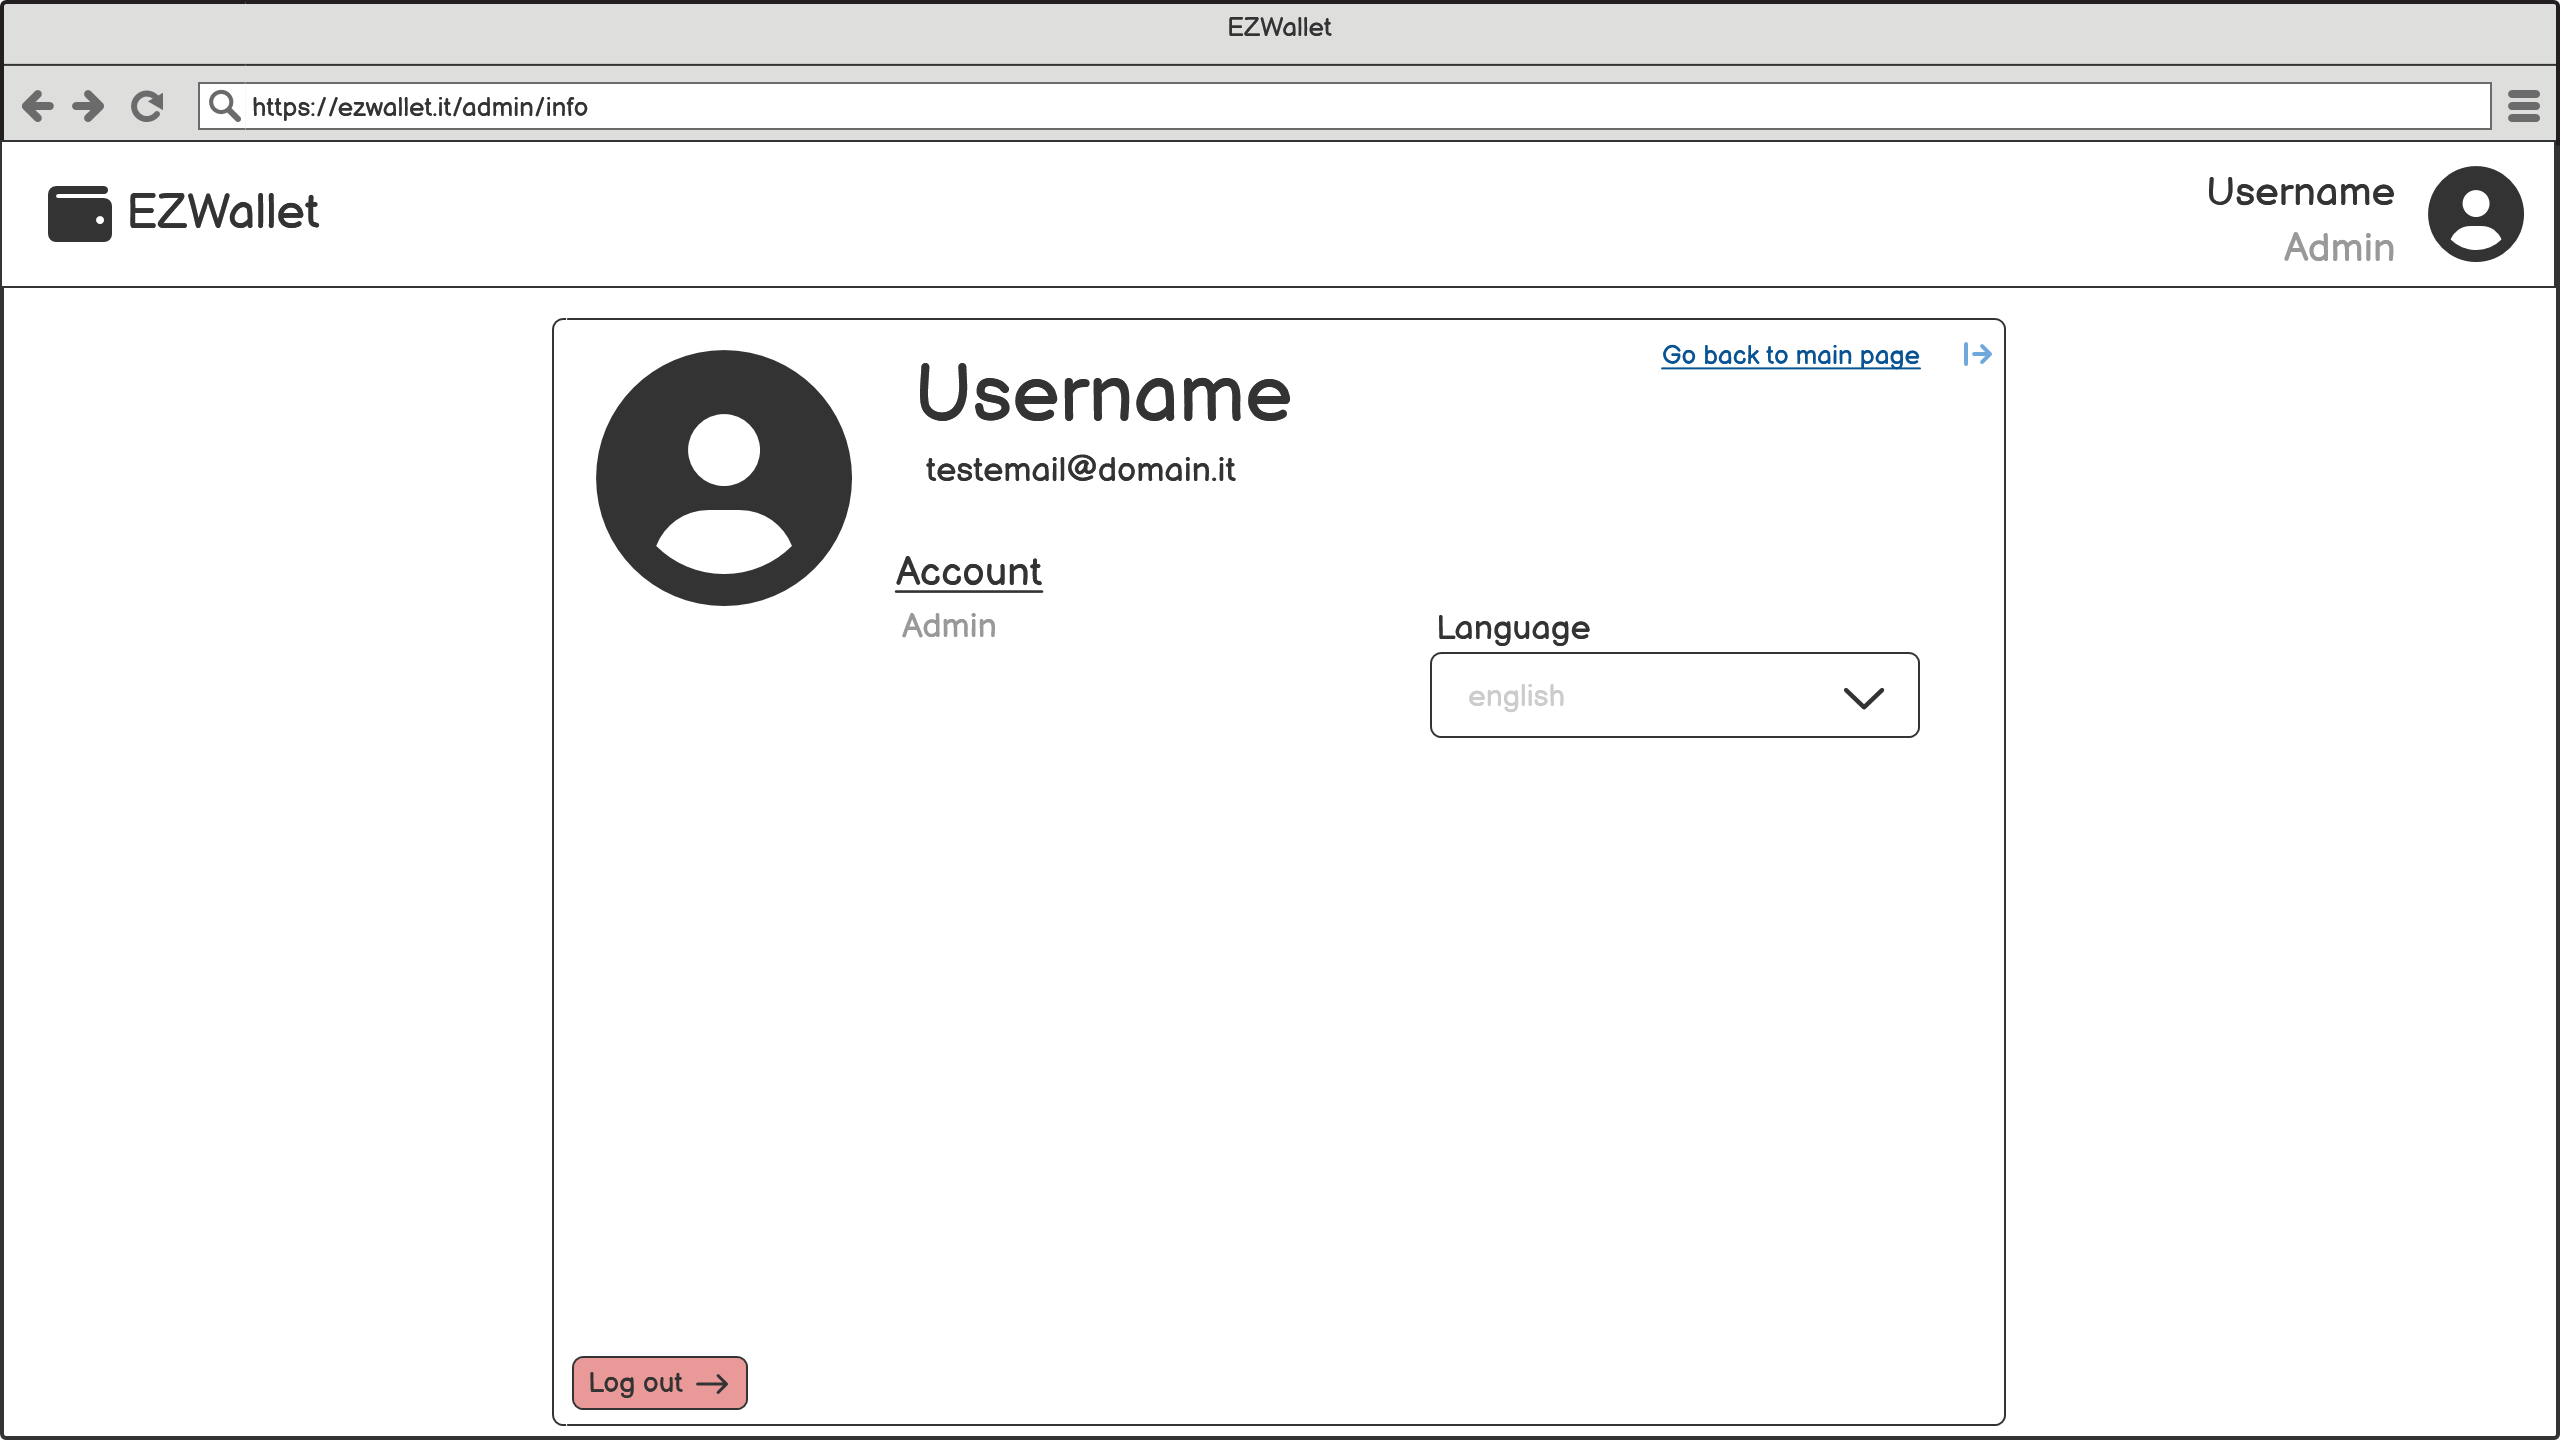 EZWallet
https://ezwallet.it/admin/info
EZWallet
Username
Admin
Go back to main page
Username
testemail@domain.it
Account
Admin
Language
english
Log out